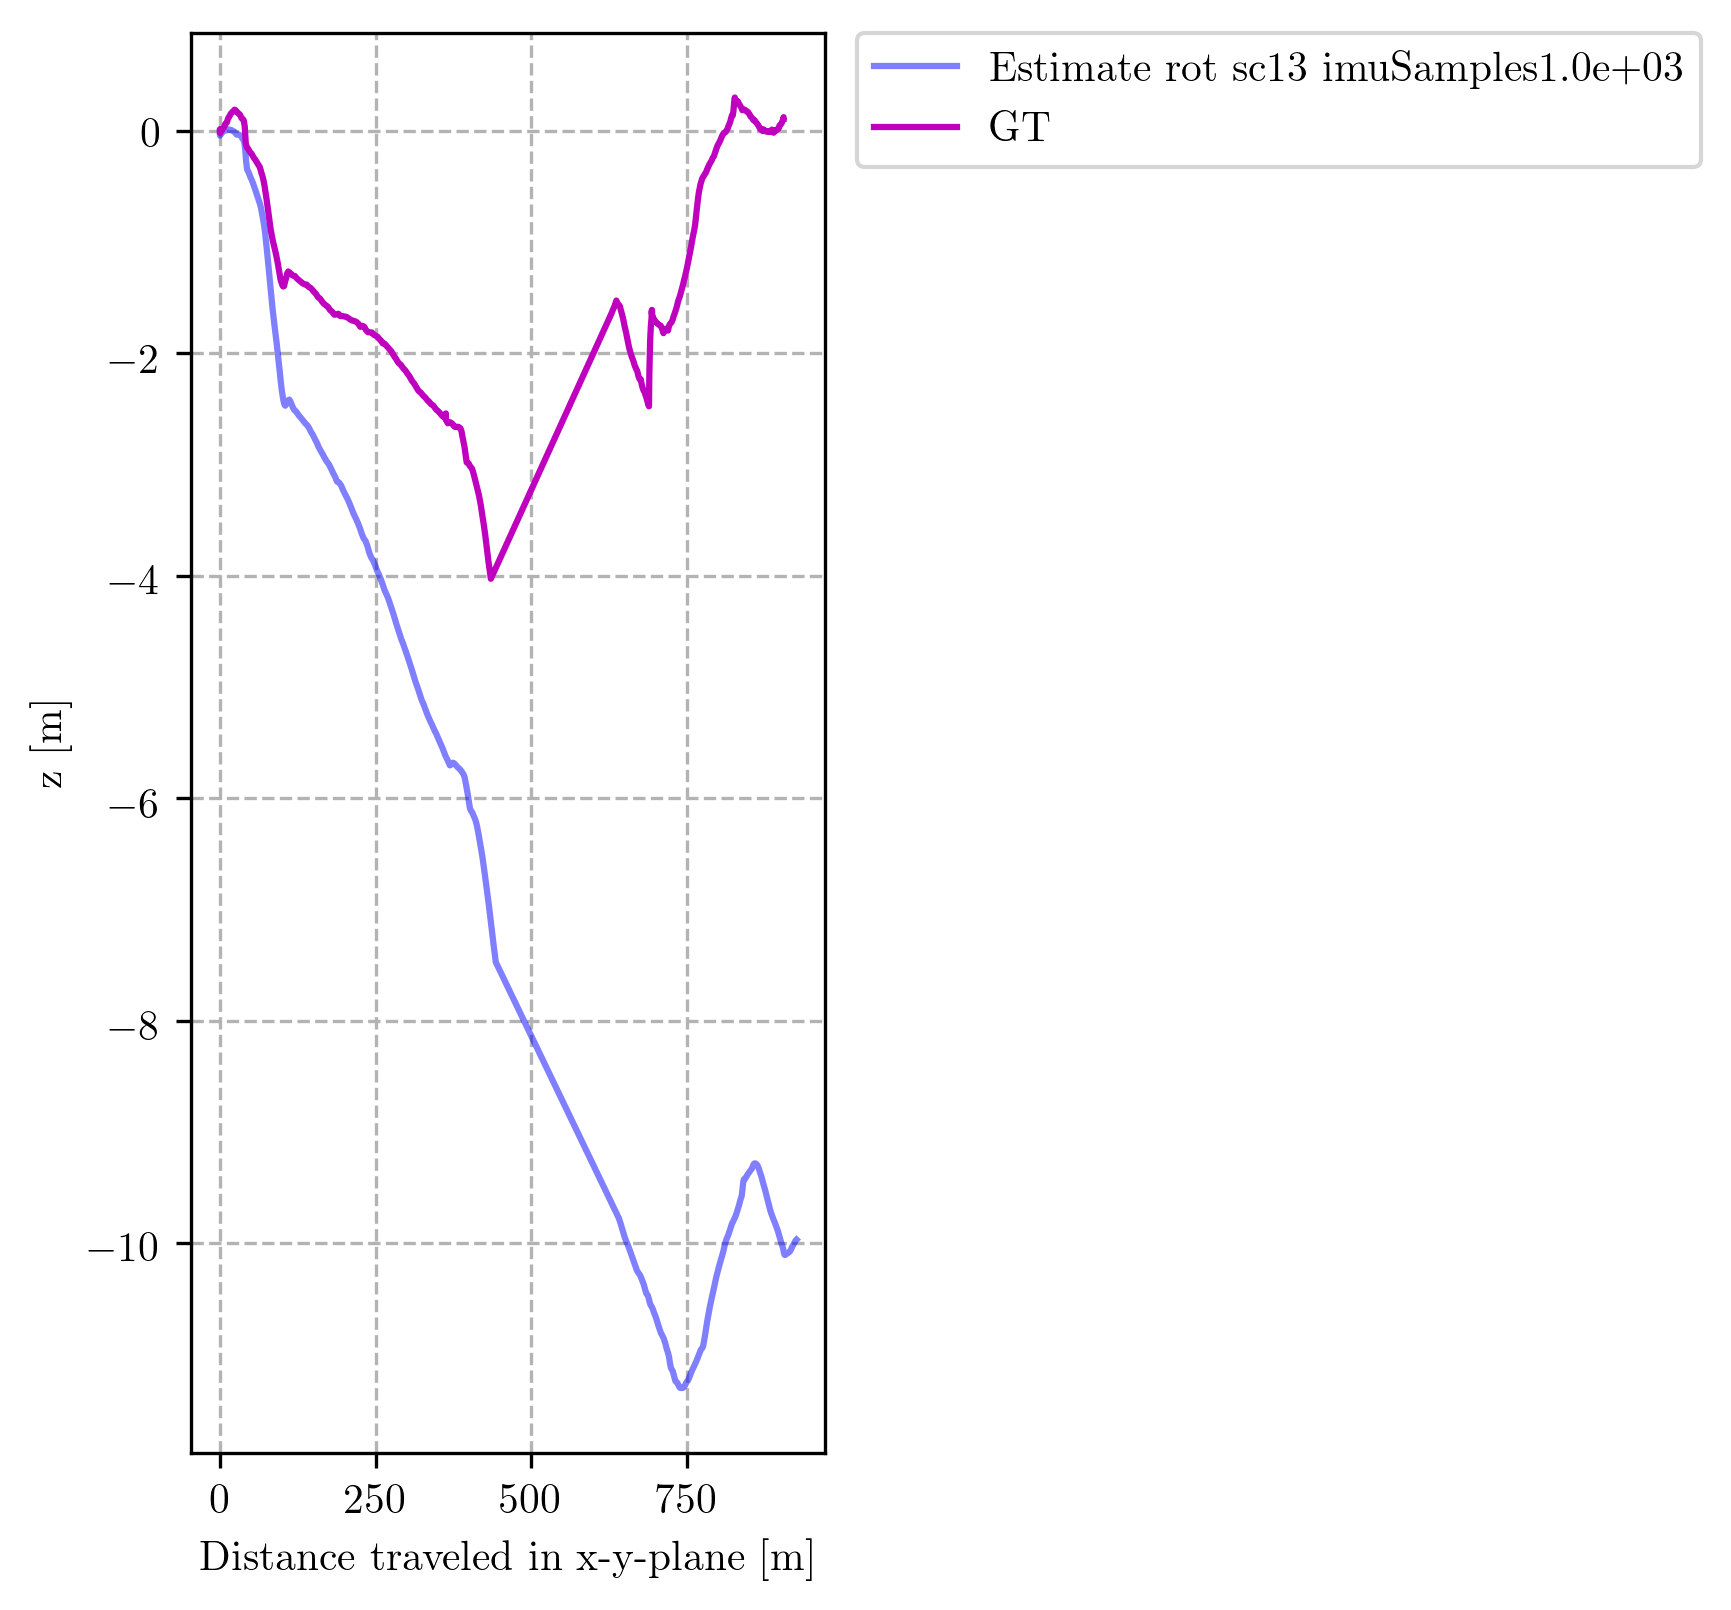 Estimate rot sc13 imuSamples1.0e+03
GT
0
−2
−4
−6
−8
−10
z [m]
0 250 500 750
Distance traveled in x-y-plane [m]